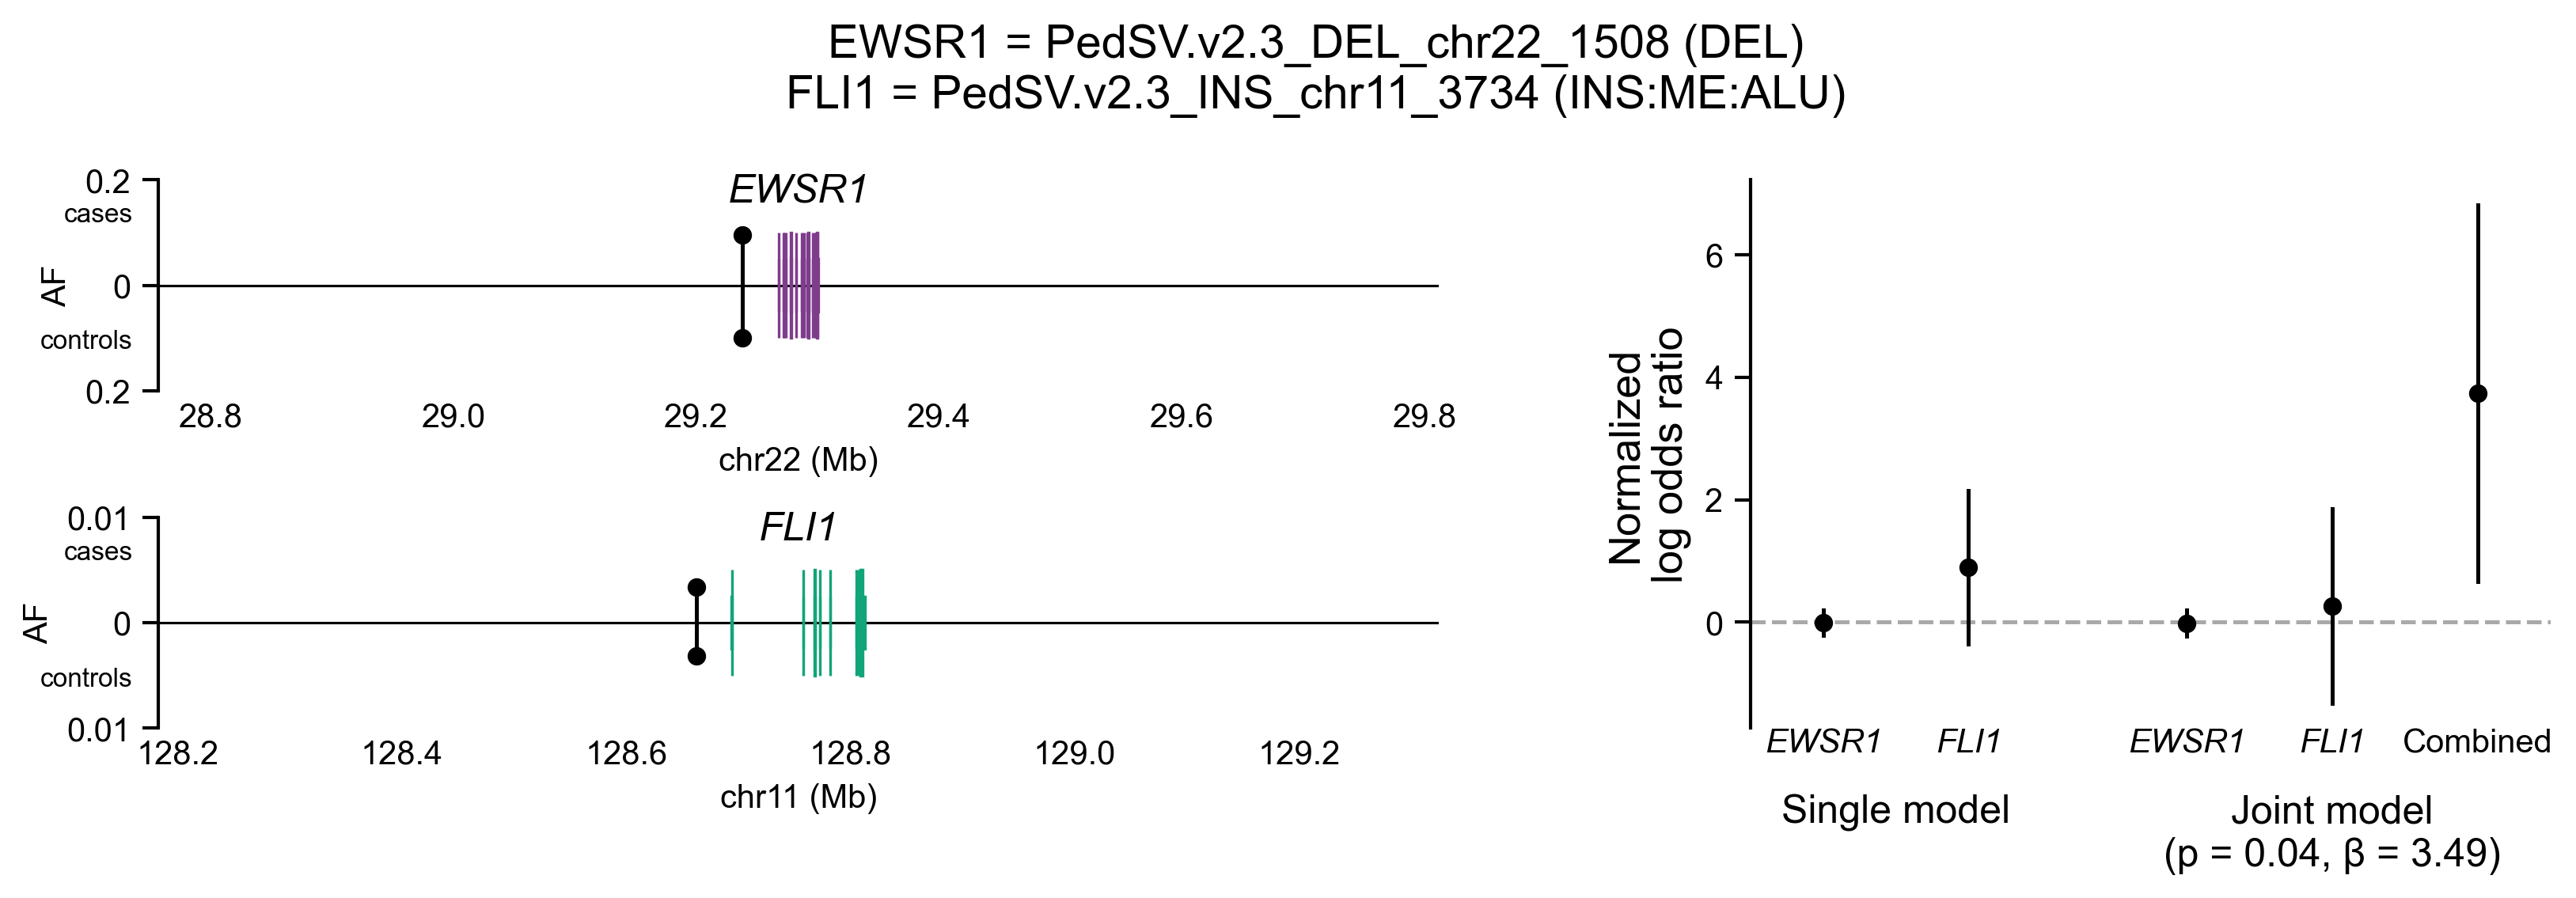 EWSR1 = PedSV.v2.3_DEL_chr22_1508 (DEL)
FLI1 = PedSV.v2.3_INS_chr11_3734 (INS:ME:ALU)
EWSR1
0.2
cases
AF
0
controls
0.2
28.8 29.0 29.2 29.4 29.6 29.8
chr22 (Mb)
FLI1
0.01
cases
AF
0
controls
0.01
128.2 128.4 128.6 128.8 129.0 129.2
chr11 (Mb)
Normalized
log odds ratio
6
4
2
0
EWSR1 FLI1 EWSR1 FLI1 Combined
Single model
Joint model
(p = 0.04, β = 3.49)